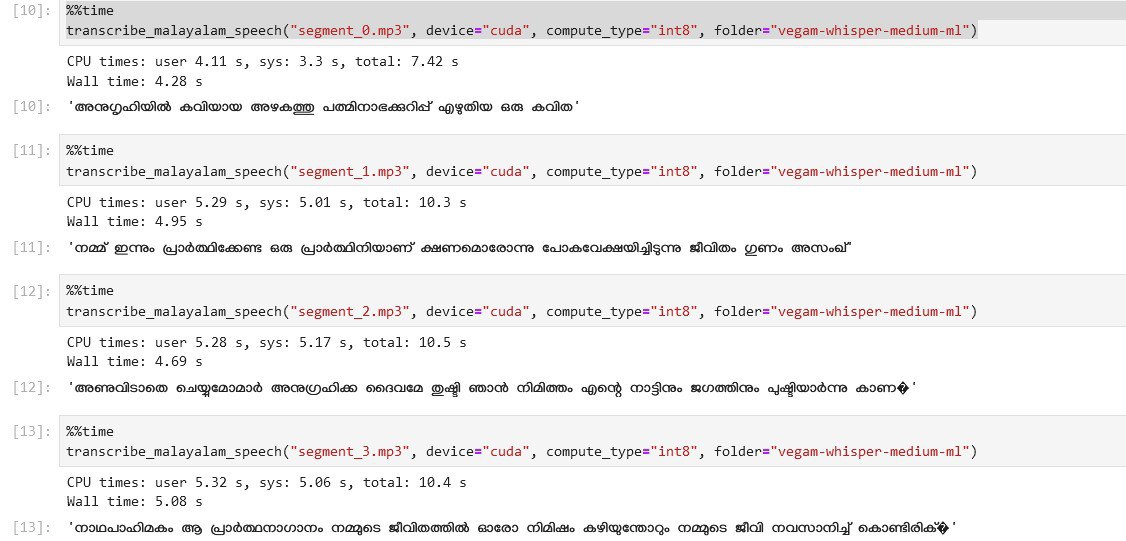 [10]: %%time
transcribe_malayalam_speech("segment_0.mp3", device="cuda", compute_type="int8", folder="vegam-whisper-medium-ml")
CPU times: user 4.11 s, sys: 3.3 s, total: 7.42 s
Wall time: 4.28 s
[10]: 'അനുഗൃഹിയിൽ കവിയായ അഴകത്തു പത്മിനാഭക്കുറിപ്പ് എഴുതിയ ഒരു കവിത'
[11]: %%time
transcribe_malayalam_speech("segment_1.mp3", device="cuda", compute_type="int8", folder="vegam-whisper-medium-ml")
CPU times: user 5.29 s, sys: 5.01 s, total: 10.3 s
Wall time: 4.95 s
[11]: 'നമ്മ് ഇന്നും പ്രാർത്ഥിക്കേണ്ട ഒരു പ്രാർത്ഥിനിയാണ് ക്ഷണമൊരോന്നു പോകവേക്ഷയിച്ചിടുന്നു ജീവിതം ഗുണം അസംഖ്'
[12]: %%time
transcribe_malayalam_speech("segment_2.mp3", device="cuda", compute_type="int8", folder="vegam-whisper-medium-ml")
CPU times: user 5.28 s, sys: 5.17 s, total: 10.5 s
Wall time: 4.69 s
[12]: 'അണുവിടാതെ ചെയ്യുമോമാർ അനുഗ്രഹിക്ക ദൈവമേ തുഷ്ടി ഞാൻ നിമിത്തം എന്റെ നാട്ടിനും ജഗത്തിനും പുഷ്ടിയാർന്നു കാണ�'
[13]: %%time
transcribe_malayalam_speech("segment_3.mp3", device="cuda", compute_type="int8", folder="vegam-whisper-medium-ml")
CPU times: user 5.32 s, sys: 5.06 s, total: 10.4 s
Wall time: 5.08 s
[13]: 'നാഥപാഹിമകം ആ പ്രാർത്ഥനാഗാനം നമ്മുടെ ജീവിതത്തിൽ ഓരോ നിമിഷം കഴിയുന്തോറും നമ്മുടെ ജീവി നവസാനിച്ച് കൊണ്ടിരിക്�'